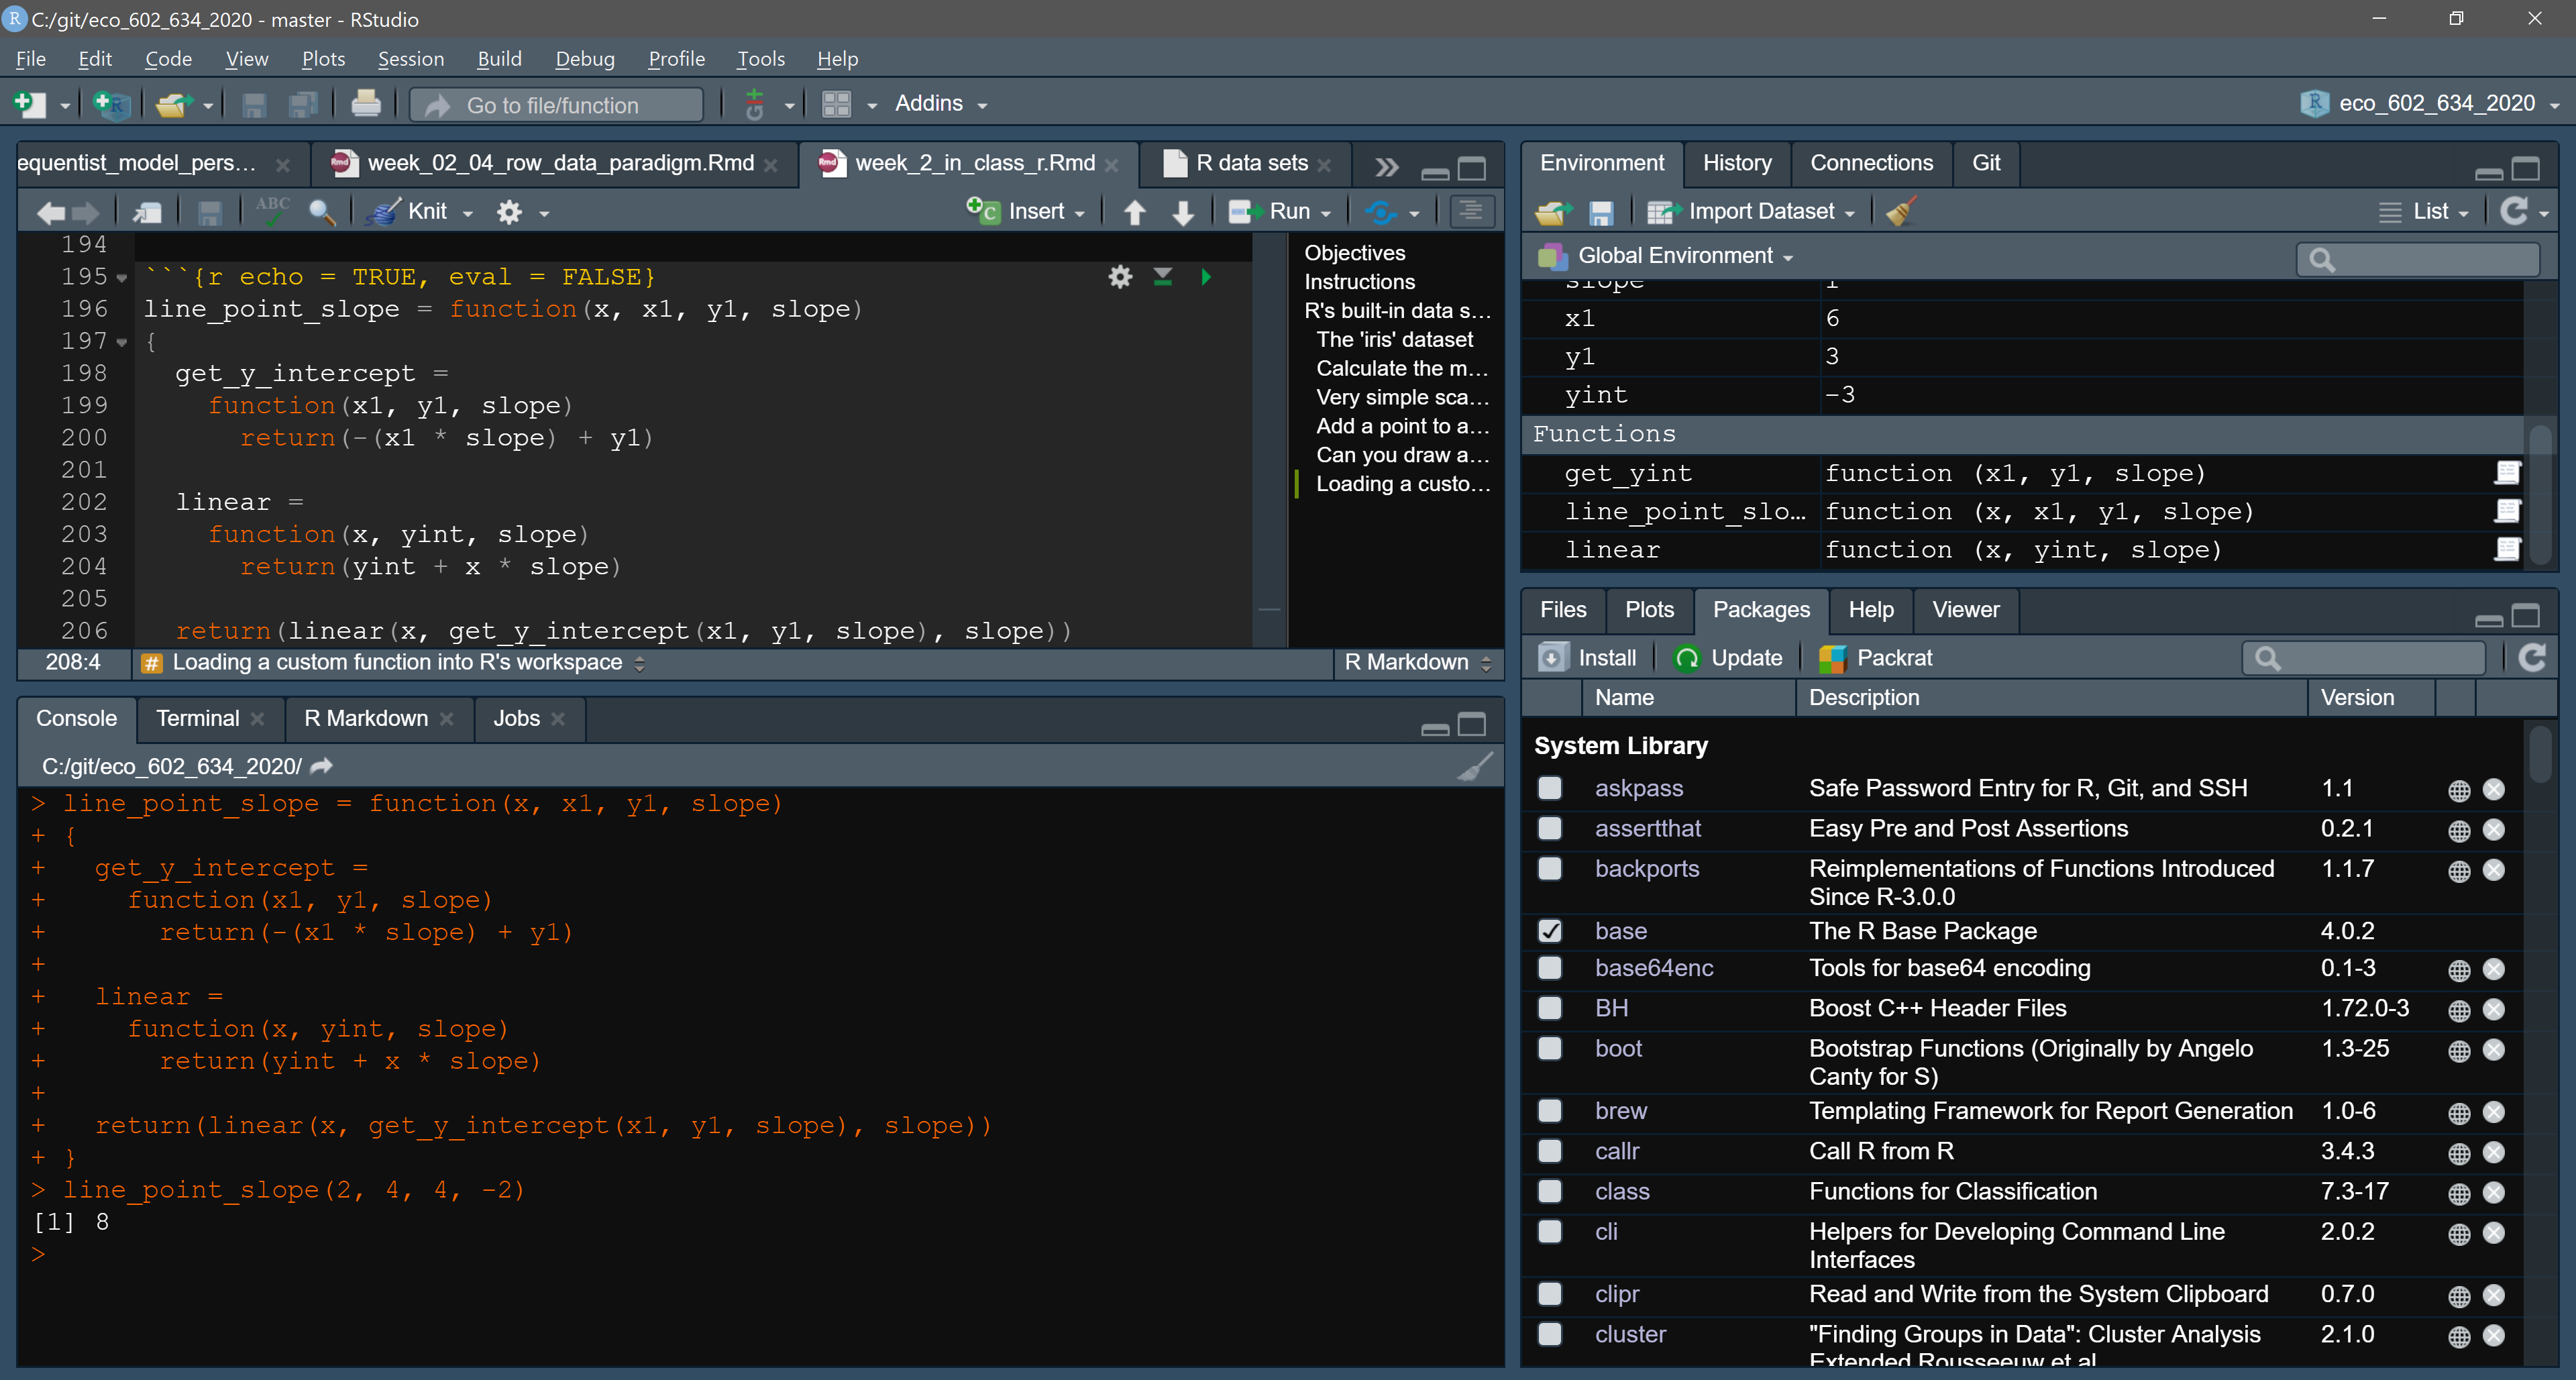 C:/git/eco_602_634_2020 - master - RStudio
File Edit Code View Plots Session Build Debug Profile Tools Help
Go to file/function Addins eco_602_634_2020
equentist_model_pers... week_02_04_row_data_paradigm.Rmd week_2_in_class_r.Rmd R data sets
ABC Knit Insert Run
194
195 ```{r echo = TRUE, eval = FALSE}
196 line_point_slope = function(x, x1, y1, slope)
197 {
198 get_y_intercept =
199 function(x1, y1, slope)
200 return(-(x1 * slope) + y1)
201
202 linear =
203 function(x, yint, slope)
204 return(yint + x * slope)
205
206 return(linear(x, get_y_intercept(x1, y1, slope), slope))
Objectives
Instructions
R's built-in data s...
The 'iris' dataset
Calculate the m...
Very simple sca...
Add a point to a...
Can you draw a...
Loading a custo...
208:4 # Loading a custom function into R's workspace R Markdown
Console Terminal R Markdown Jobs
C:/git/eco_602_634_2020/
> line_point_slope = function(x, x1, y1, slope)
+ {
+ get_y_intercept =
+ function(x1, y1, slope)
+ return(-(x1 * slope) + y1)
+
+ linear =
+ function(x, yint, slope)
+ return(yint + x * slope)
+
+ return(linear(x, get_y_intercept(x1, y1, slope), slope))
+ }
> line_point_slope(2, 4, 4, -2)
[1] 8
>
Environment History Connections Git
Import Dataset List
Global Environment
slope 1
x1 6
y1 3
yint -3
Functions
get_yint function (x1, y1, slope)
line_point_slo... function (x, x1, y1, slope)
linear function (x, yint, slope)
Files Plots Packages Help Viewer
Install Update Packrat
Name Description Version
System Library
askpass Safe Password Entry for R, Git, and SSH 1.1
assertthat Easy Pre and Post Assertions 0.2.1
backports Reimplementations of Functions Introduced 1.1.7
Since R-3.0.0
base The R Base Package 4.0.2
base64enc Tools for base64 encoding 0.1-3
BH Boost C++ Header Files 1.72.0-3
boot Bootstrap Functions (Originally by Angelo 1.3-25
Canty for S)
brew Templating Framework for Report Generation 1.0-6
callr Call R from R 3.4.3
class Functions for Classification 7.3-17
cli Helpers for Developing Command Line 2.0.2
Interfaces
clipr Read and Write from the System Clipboard 0.7.0
cluster "Finding Groups in Data": Cluster Analysis 2.1.0
Extended Rousseeuw et al